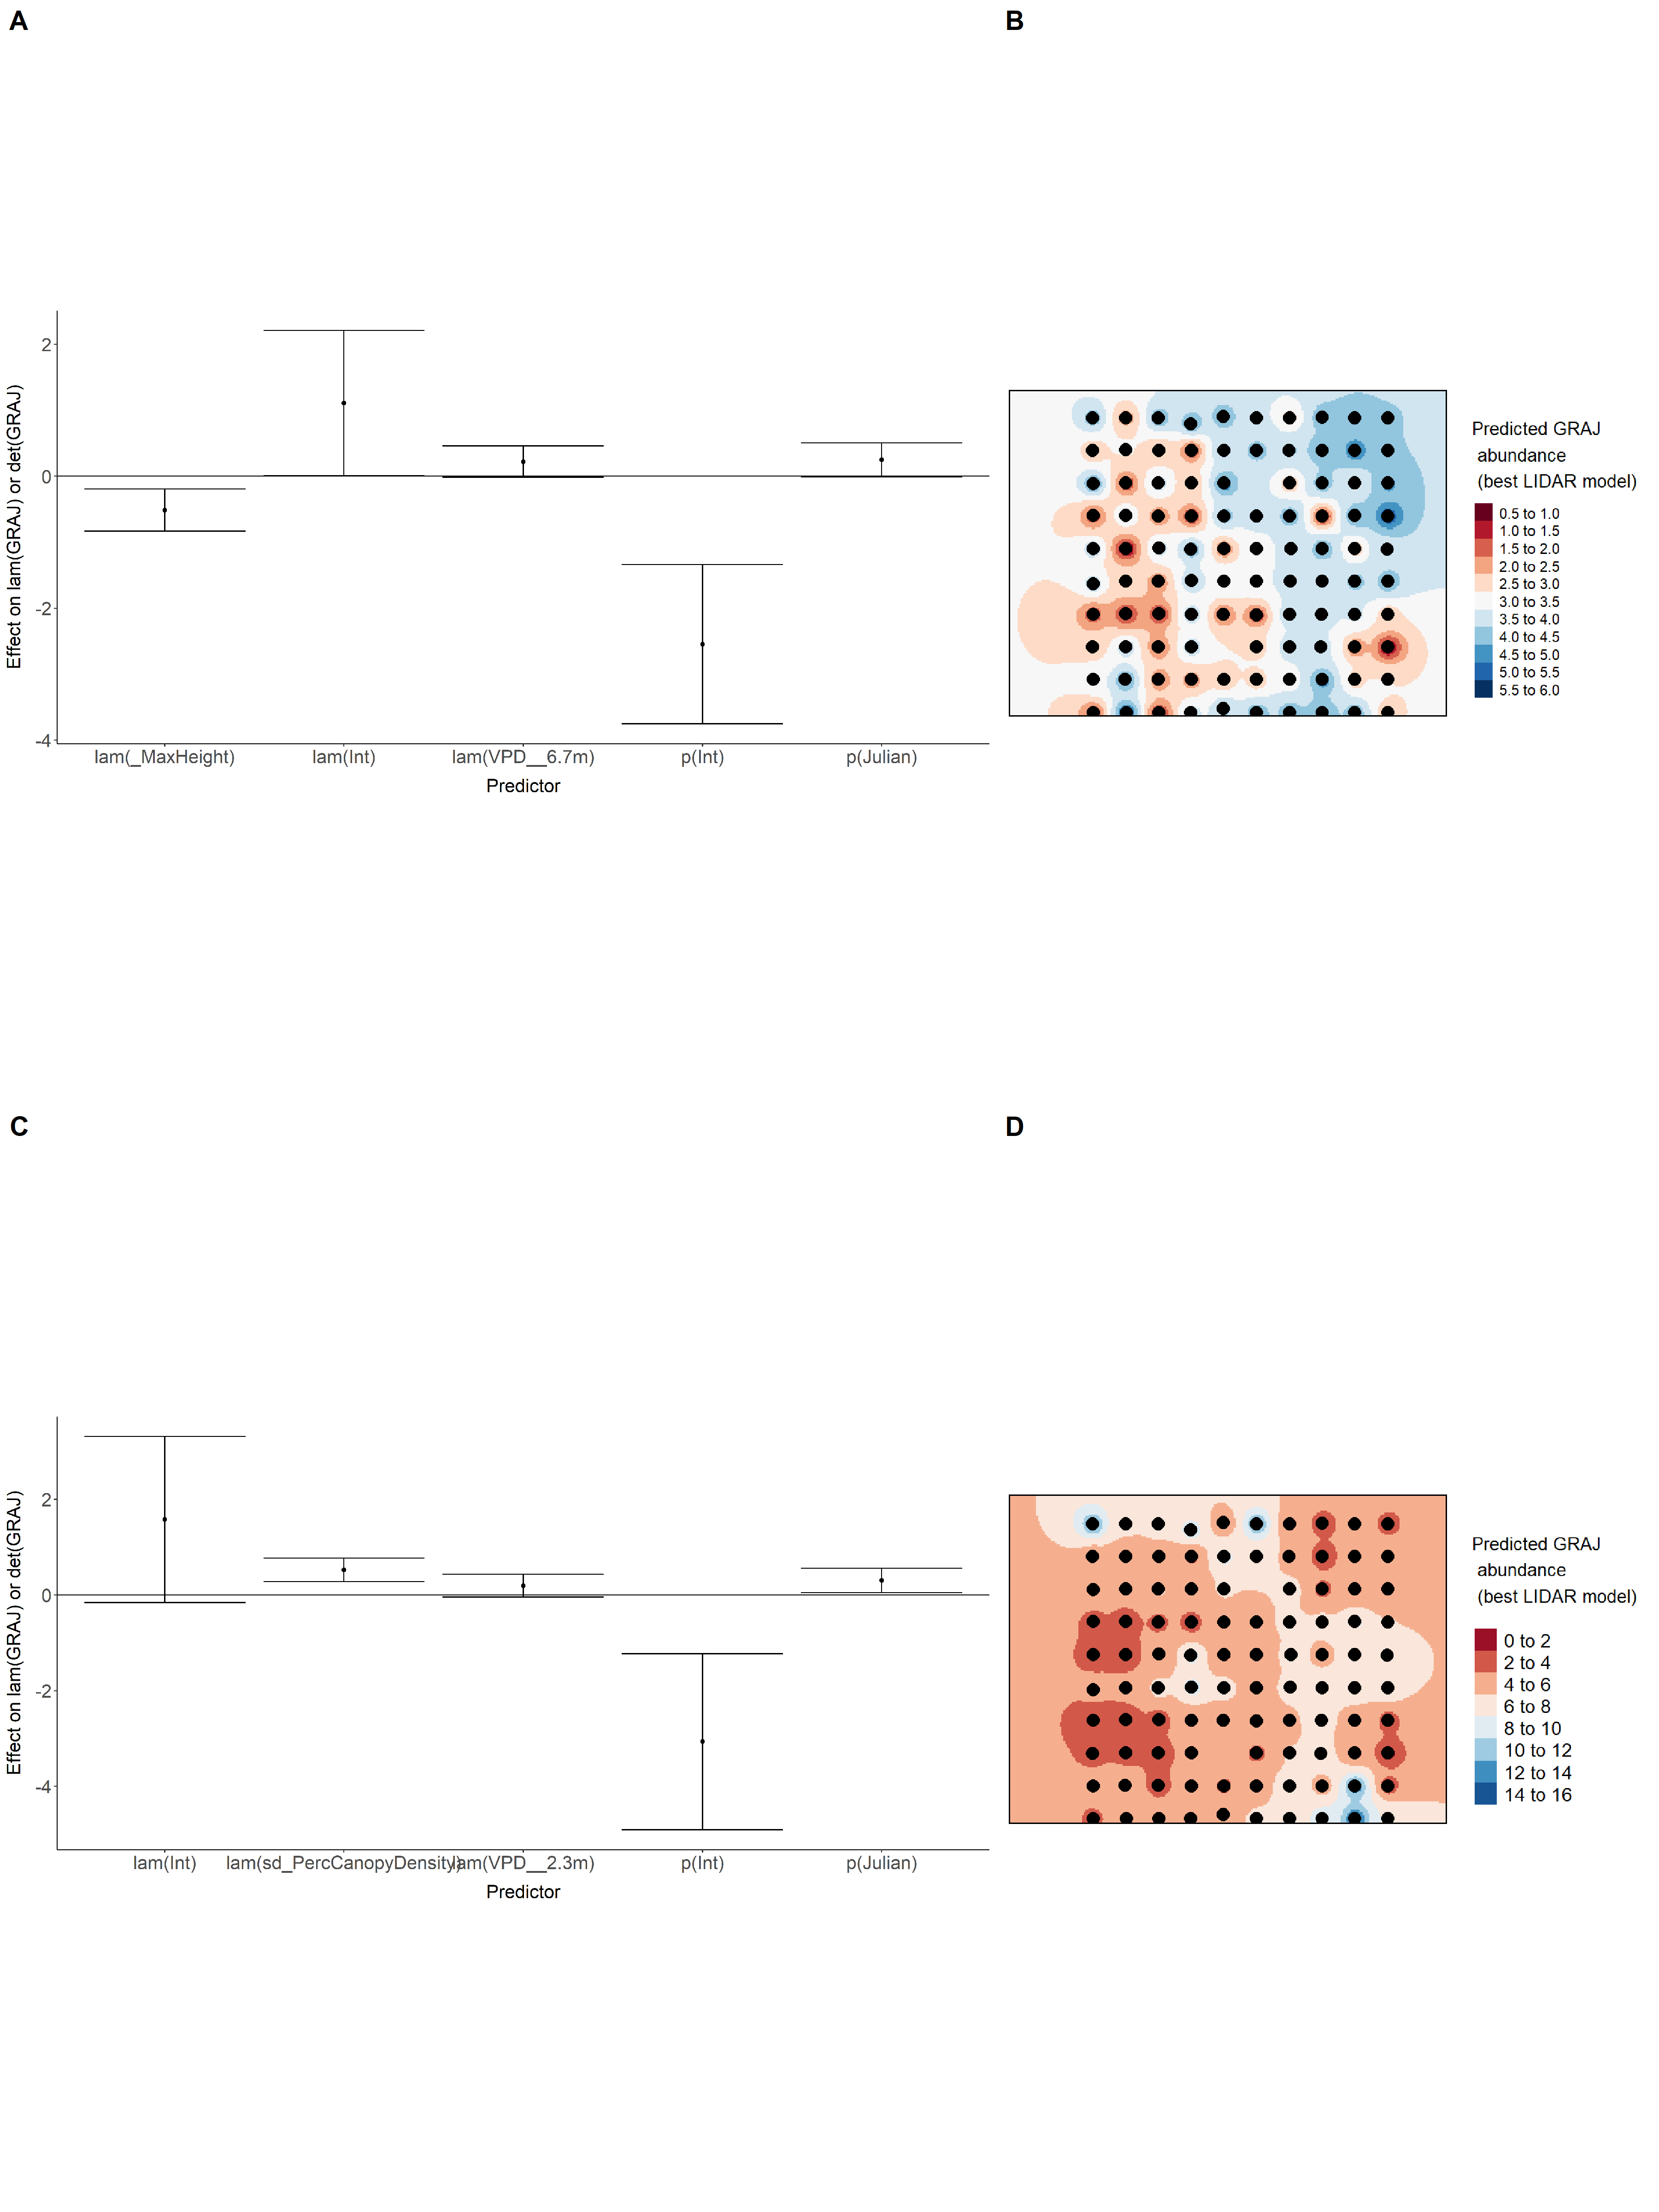 A
B
Effect on lam(GRAJ) or det(GRAJ)
2
0
-2
-4
lam(_MaxHeight)
lam(Int)
lam(VPD__6.7m)
p(Int)
p(Julian)
Predictor
Predicted GRAJ
abundance
(best LIDAR model)
0.5 to 1.0
1.0 to 1.5
1.5 to 2.0
2.0 to 2.5
2.5 to 3.0
3.0 to 3.5
3.5 to 4.0
4.0 to 4.5
4.5 to 5.0
5.0 to 5.5
5.5 to 6.0
C
D
Effect on lam(GRAJ) or det(GRAJ)
2
0
-2
-4
lam(Int)
lam(sd_PercCanopyDensity)
lam(VPD__2.3m)
p(Int)
p(Julian)
Predictor
Predicted GRAJ
abundance
(best LIDAR model)
0 to 2
2 to 4
4 to 6
6 to 8
8 to 10
10 to 12
12 to 14
14 to 16